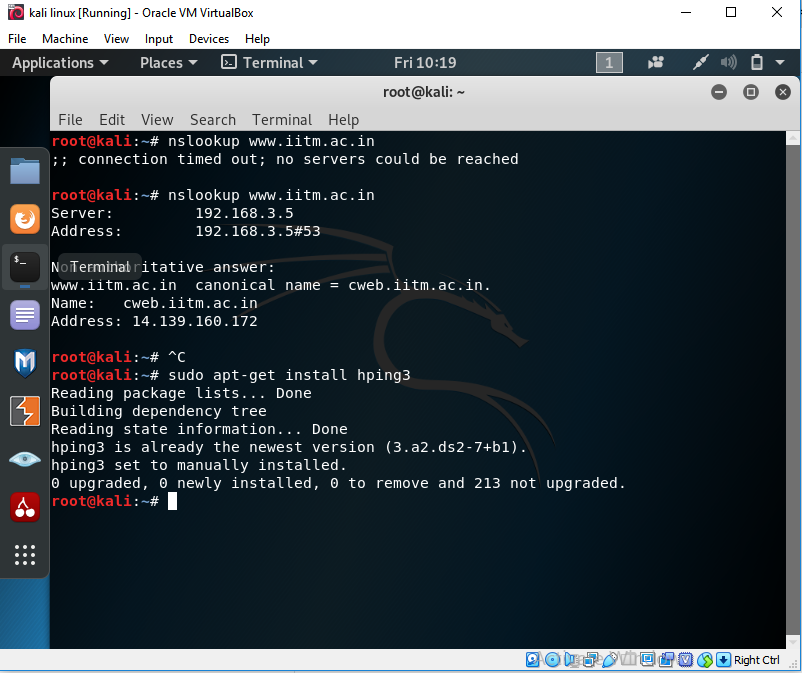 kali linux [Running] - Oracle VM VirtualBox
File Machine View Input Devices Help
Applications Places Terminal Fri 10:19 1
root@kali: ~
File Edit View Search Terminal Help
root@kali:~# nslookup www.iitm.ac.in
;; connection timed out; no servers could be reached
root@kali:~# nslookup www.iitm.ac.in
Server: 192.168.3.5
Address: 192.168.3.5#53
Terminal
Non-authoritative answer:
www.iitm.ac.in canonical name = cweb.iitm.ac.in.
Name: cweb.iitm.ac.in
Address: 14.139.160.172
root@kali:~# ^C
root@kali:~# sudo apt-get install hping3
Reading package lists... Done
Building dependency tree
Reading state information... Done
hping3 is already the newest version (3.a2.ds2-7+b1).
hping3 set to manually installed.
0 upgraded, 0 newly installed, 0 to remove and 213 not upgraded.
root@kali:~#
Right Ctrl